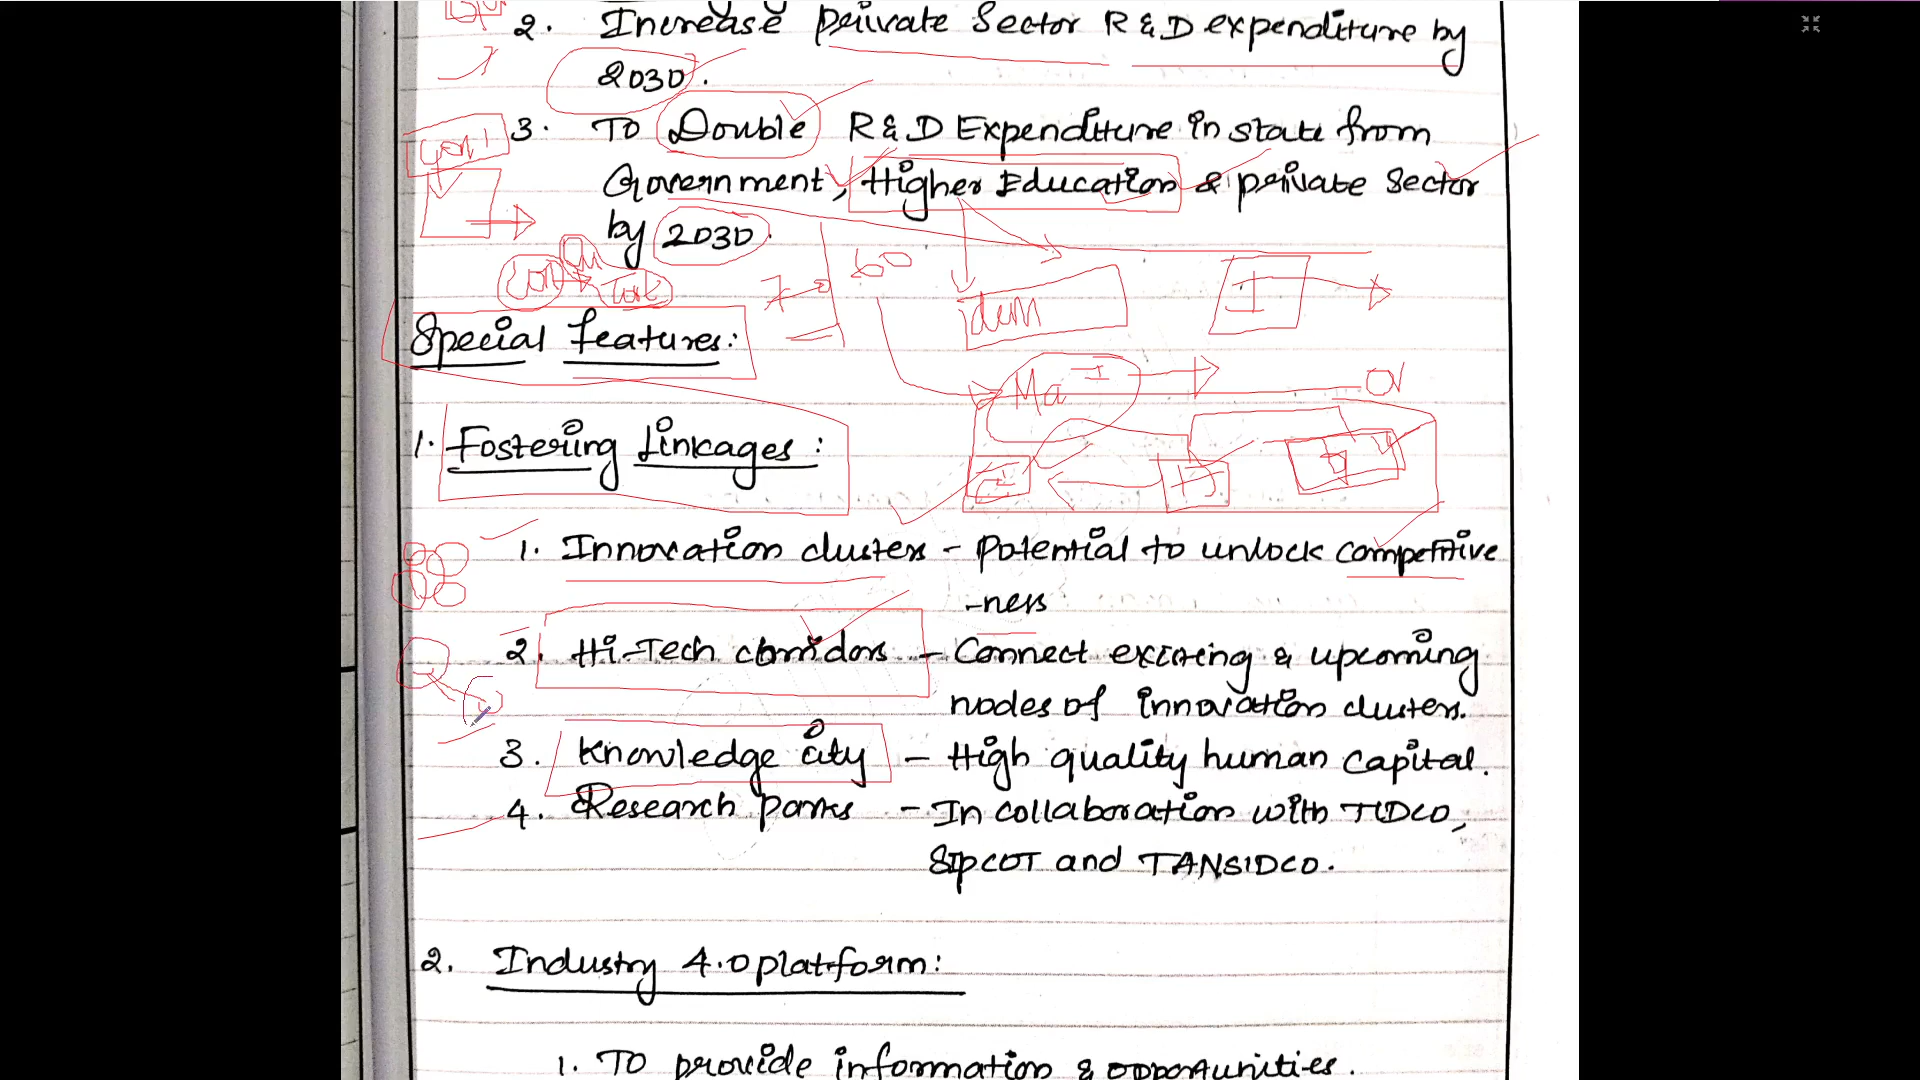 2. Increase private Sector R & D expenditure by
2030.
3. To Double R & D Expenditure in state from
Government, Higher Education & private Sector
by 2030.
60
Special features:
Ma
1. Fostering Linkages:
1. Innovation clusters - Potential to unlock competitive
-ness
2. Hi-Tech corridors - Connect existing & upcoming
nodes of innovation clusters.
3. Knowledge city - High quality human capital.
4. Research parks - In collaboration with TIDCO,
SIPCOT and TANSIDCO.
2. Industry 4.0 platform:
1. To provide information & opportunities.